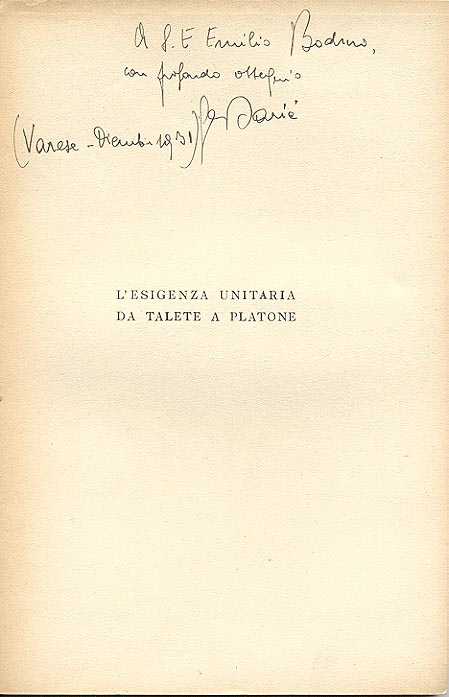 A S. E Emilio Bodrero,
con profondo ossequio
(Varese - Dicembre 1931)
L'ESIGENZA UNITARIA
DA TALETE A PLATONE